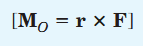 [M_O = r × F]